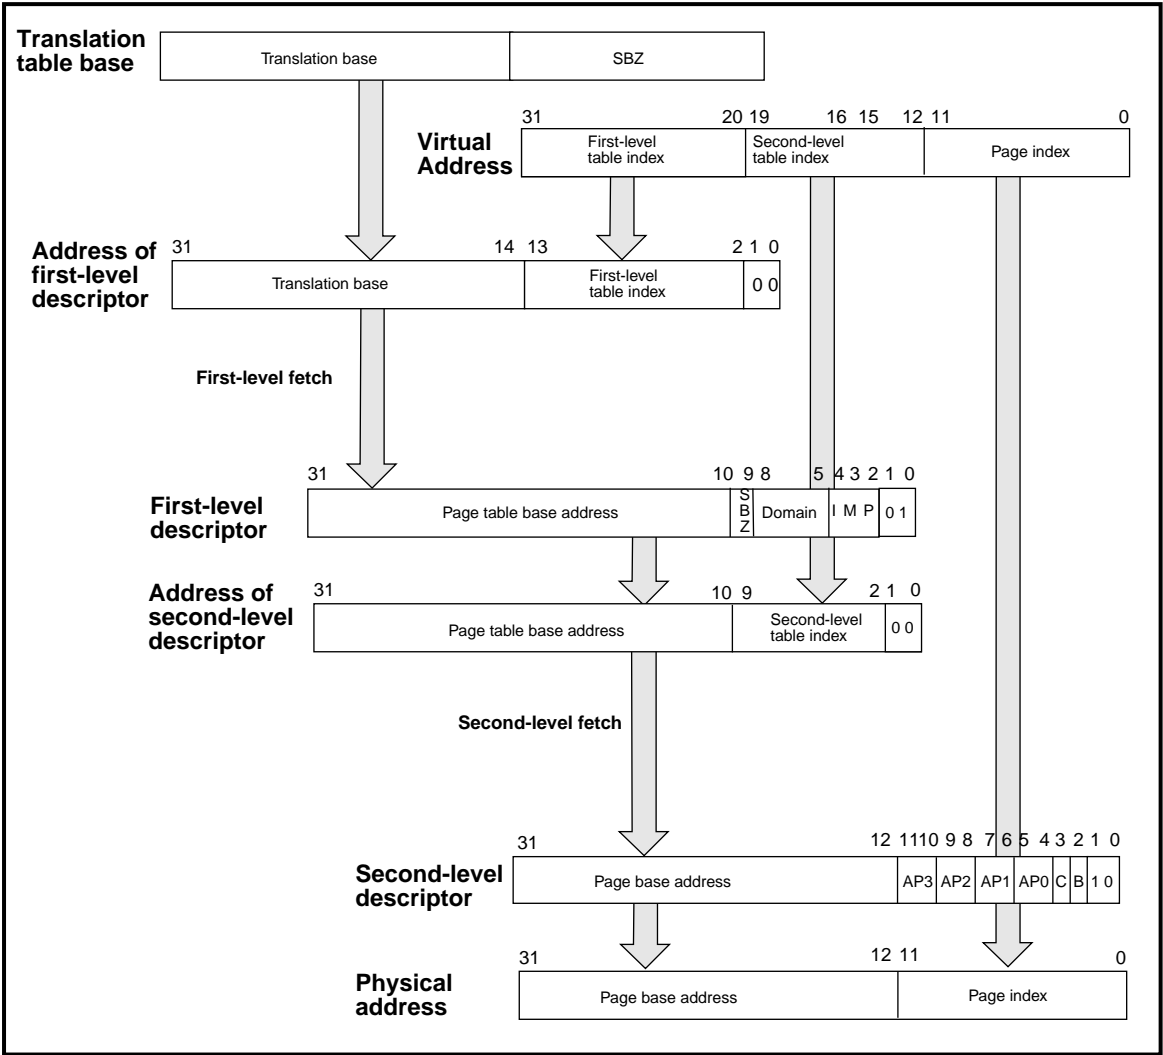 Translation
table base
Translation base
SBZ
31 20 19 16 15 12 11 0
Virtual
Address
First-level
table index
Second-level
table index
Page index
Address of
first-level
descriptor
31 14 13 2 1 0
Translation base
First-level
table index
0 0
First-level fetch
31 10 9 8 5 4 3 2 1 0
First-level
descriptor
Page table base address
S
B
Z
Domain
I M P
0 1
Address of
second-level
descriptor
31 10 9 2 1 0
Page table base address
Second-level
table index
0 0
Second-level fetch
31 12 11 10 9 8 7 6 5 4 3 2 1 0
Second-level
descriptor
Page base address
AP3 AP2 AP1 AP0 C B 1 0
31 12 11 0
Physical
address
Page base address
Page index